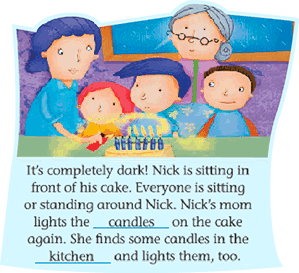 It's completely dark! Nick is sitting in
front of his cake. Everyone is sitting
or standing around Nick. Nick's mom
lights the candles on the cake
again. She finds some candles in the
kitchen and lights them, too.